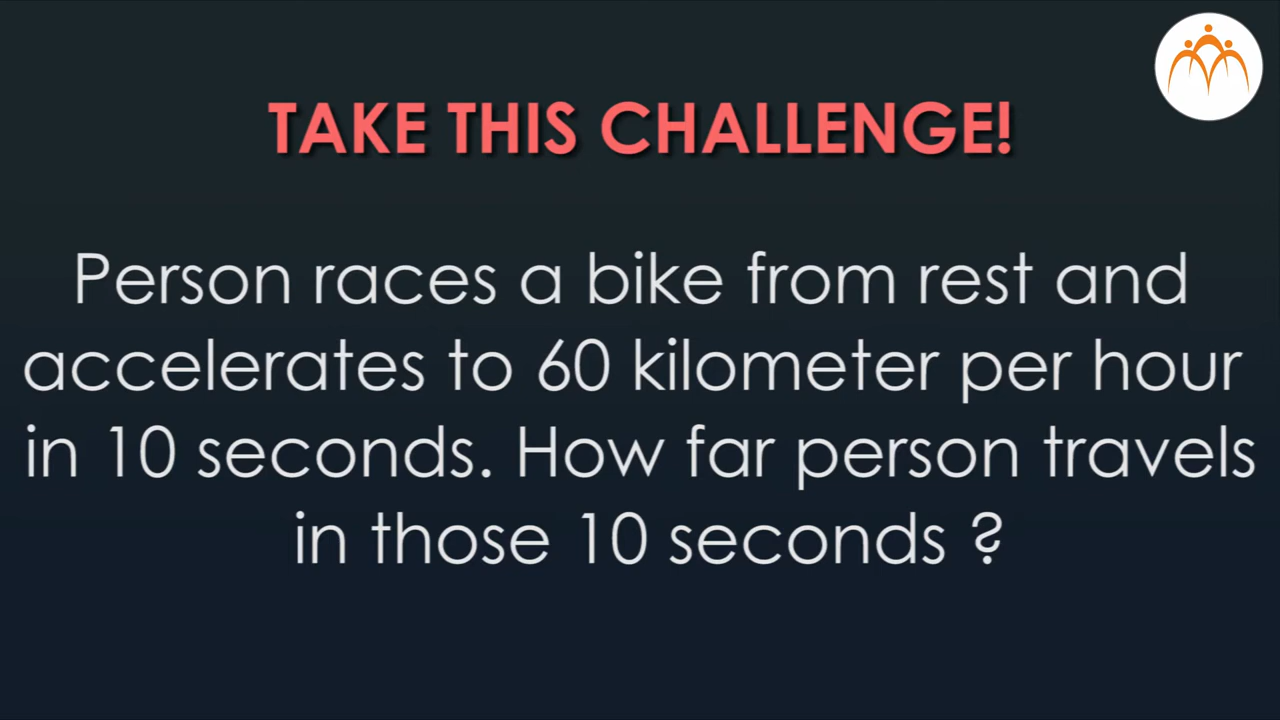 TAKE THIS CHALLENGE!
Person races a bike from rest and
accelerates to 60 kilometer per hour
in 10 seconds. How far person travels
in those 10 seconds ?